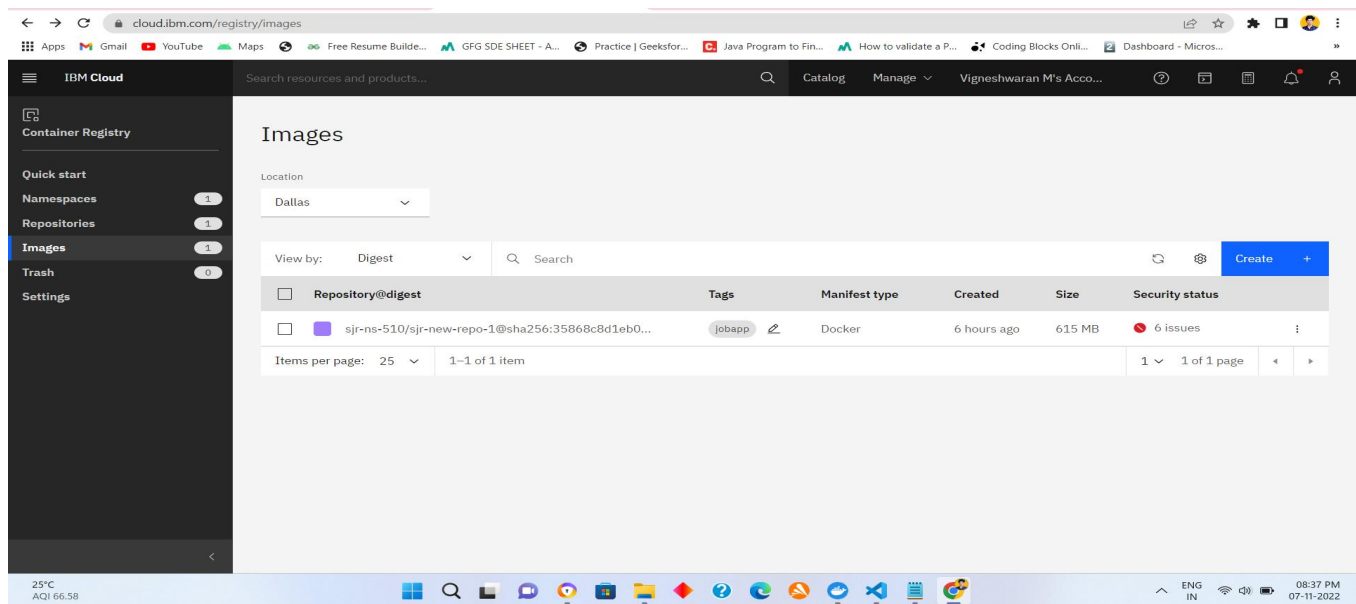 cloud.ibm.com/registry/images
Apps Gmail YouTube Maps Free Resume Builde... GFG SDE SHEET - A... Practice | Geeksfor... Java Program to Fin... How to validate a P... Coding Blocks Onli... Dashboard - Micros... »
IBM Cloud Search resources and products... Catalog Manage Vigneshwaran M's Acco...
Container Registry
Images
Quick start
Location
Namespaces 1
Dallas
Repositories 1
Images 1
View by: Digest Search Create +
Trash 0
Settings
Repository@digest Tags Manifest type Created Size Security status
sjr-ns-510/sjr-new-repo-1@sha256:35868c8d1eb0... jobapp Docker 6 hours ago 615 MB 6 issues
Items per page: 25 1–1 of 1 item 1 1 of 1 page
25°C
AQI 66.58
ENG
IN
08:37 PM
07-11-2022